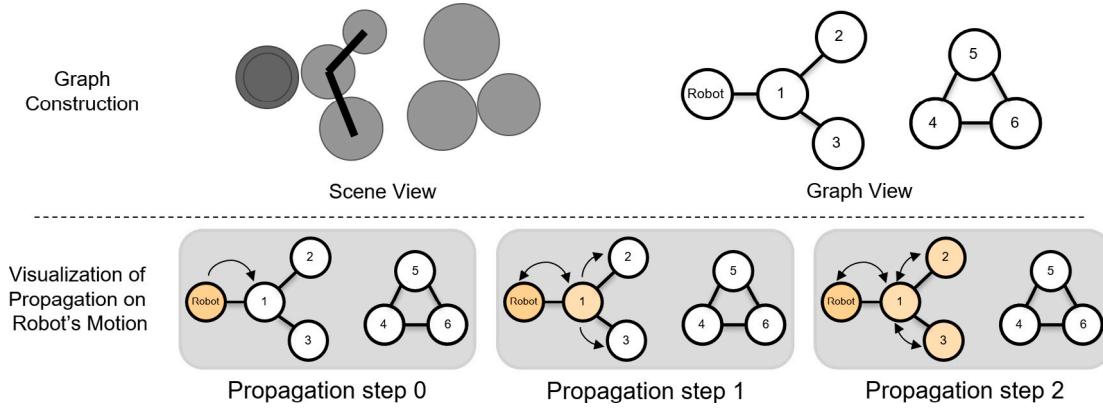 Graph
Construction
2
Robot
1
3
5
4
6
Scene View
Graph View
Visualization of
Propagation on
Robot's Motion
Robot
1
2
3
5
4
6
Robot
1
2
3
5
4
6
Robot
1
2
3
5
4
6
Propagation step 0
Propagation step 1
Propagation step 2